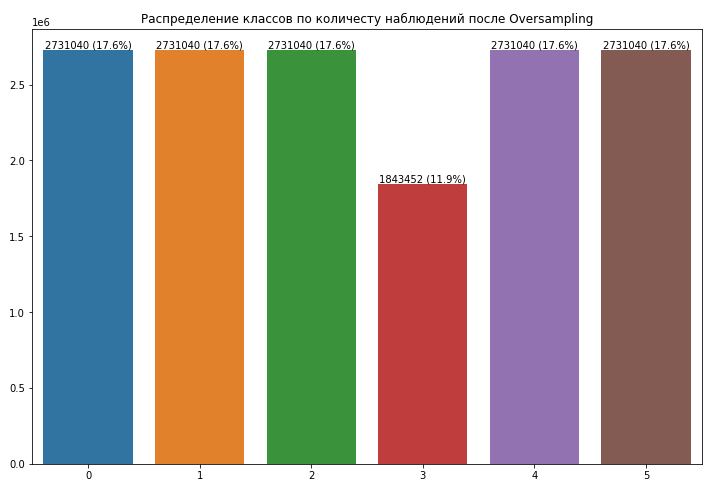 Распределение классов по количесту наблюдений после Oversampling
1e6
2731040 (17.6%) 2731040 (17.6%) 2731040 (17.6%) 2731040 (17.6%) 2731040 (17.6%)
2.5
2.0
1843452 (11.9%)
1.5
1.0
0.5
0.0
0 1 2 3 4 5